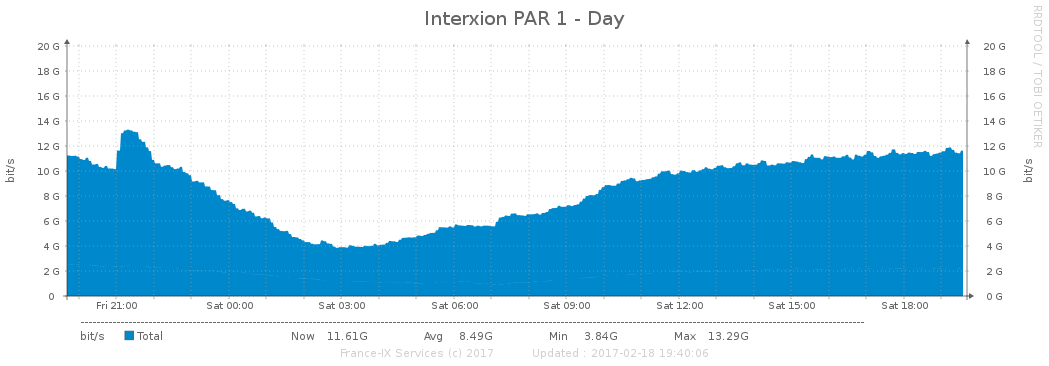 Interxion PAR 1 - Day
RRDTOOL / TOBI OETIKER
bit/s
20 G
18 G
16 G
14 G
12 G
10 G
8 G
6 G
4 G
2 G
0
20 G
18 G
16 G
14 G
12 G
10 G
8 G
6 G
4 G
2 G
0 G
bit/s
Fri 21:00 Sat 00:00 Sat 03:00 Sat 06:00 Sat 09:00 Sat 12:00 Sat 15:00 Sat 18:00
bit/s Total Now 11.61G Avg 8.49G Min 3.84G Max 13.29G
France-IX Services (c) 2017 Updated : 2017-02-18 19:40:06